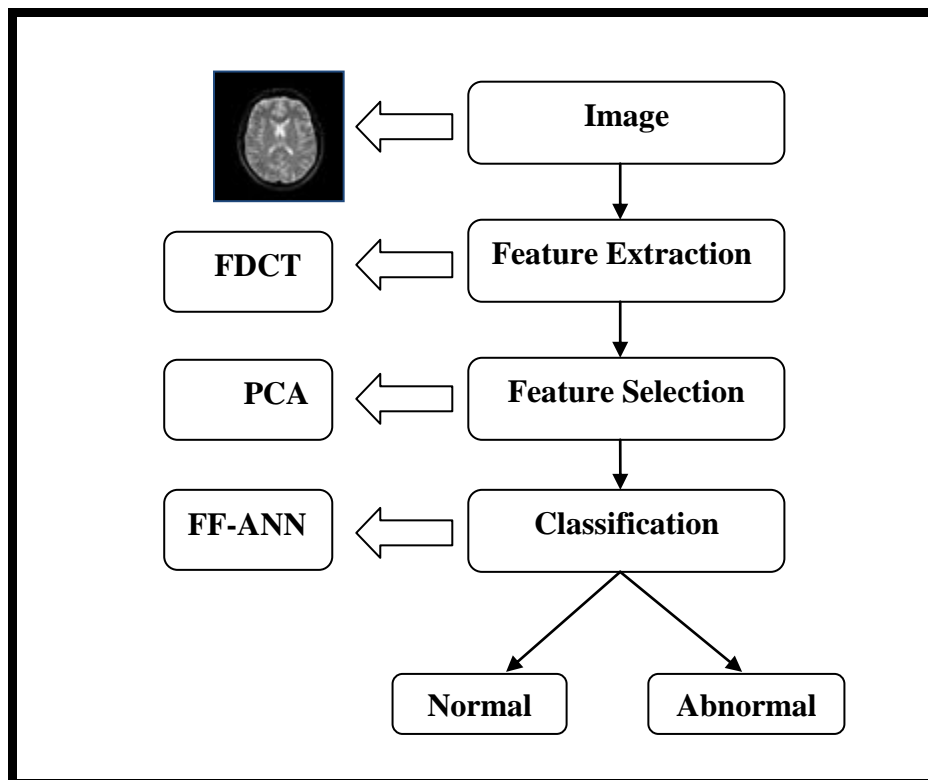 Image
FDCT
Feature Extraction
PCA
Feature Selection
FF-ANN
Classification
Normal
Abnormal